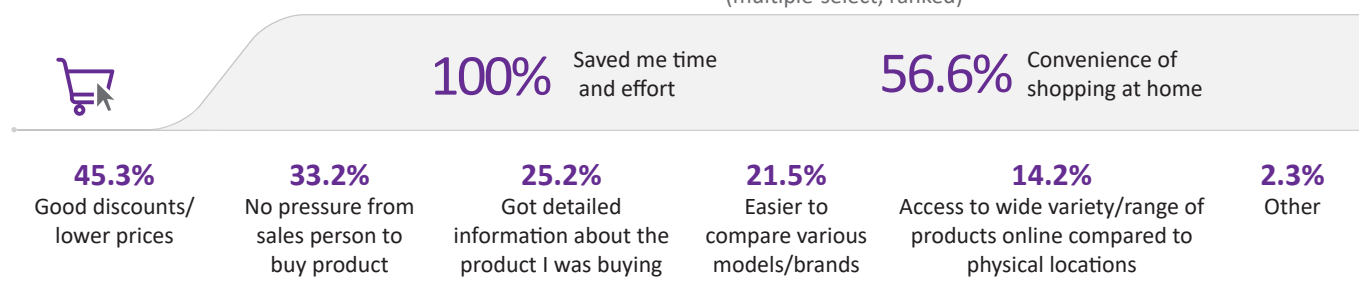 (multiple-select, ranked)
100%
Saved me time
and effort
56.6%
Convenience of
shopping at home
45.3%
Good discounts/
lower prices
33.2%
No pressure from
sales person to
buy product
25.2%
Got detailed
information about the
product I was buying
21.5%
Easier to
compare various
models/brands
14.2%
Access to wide variety/range of
products online compared to
physical locations
2.3%
Other